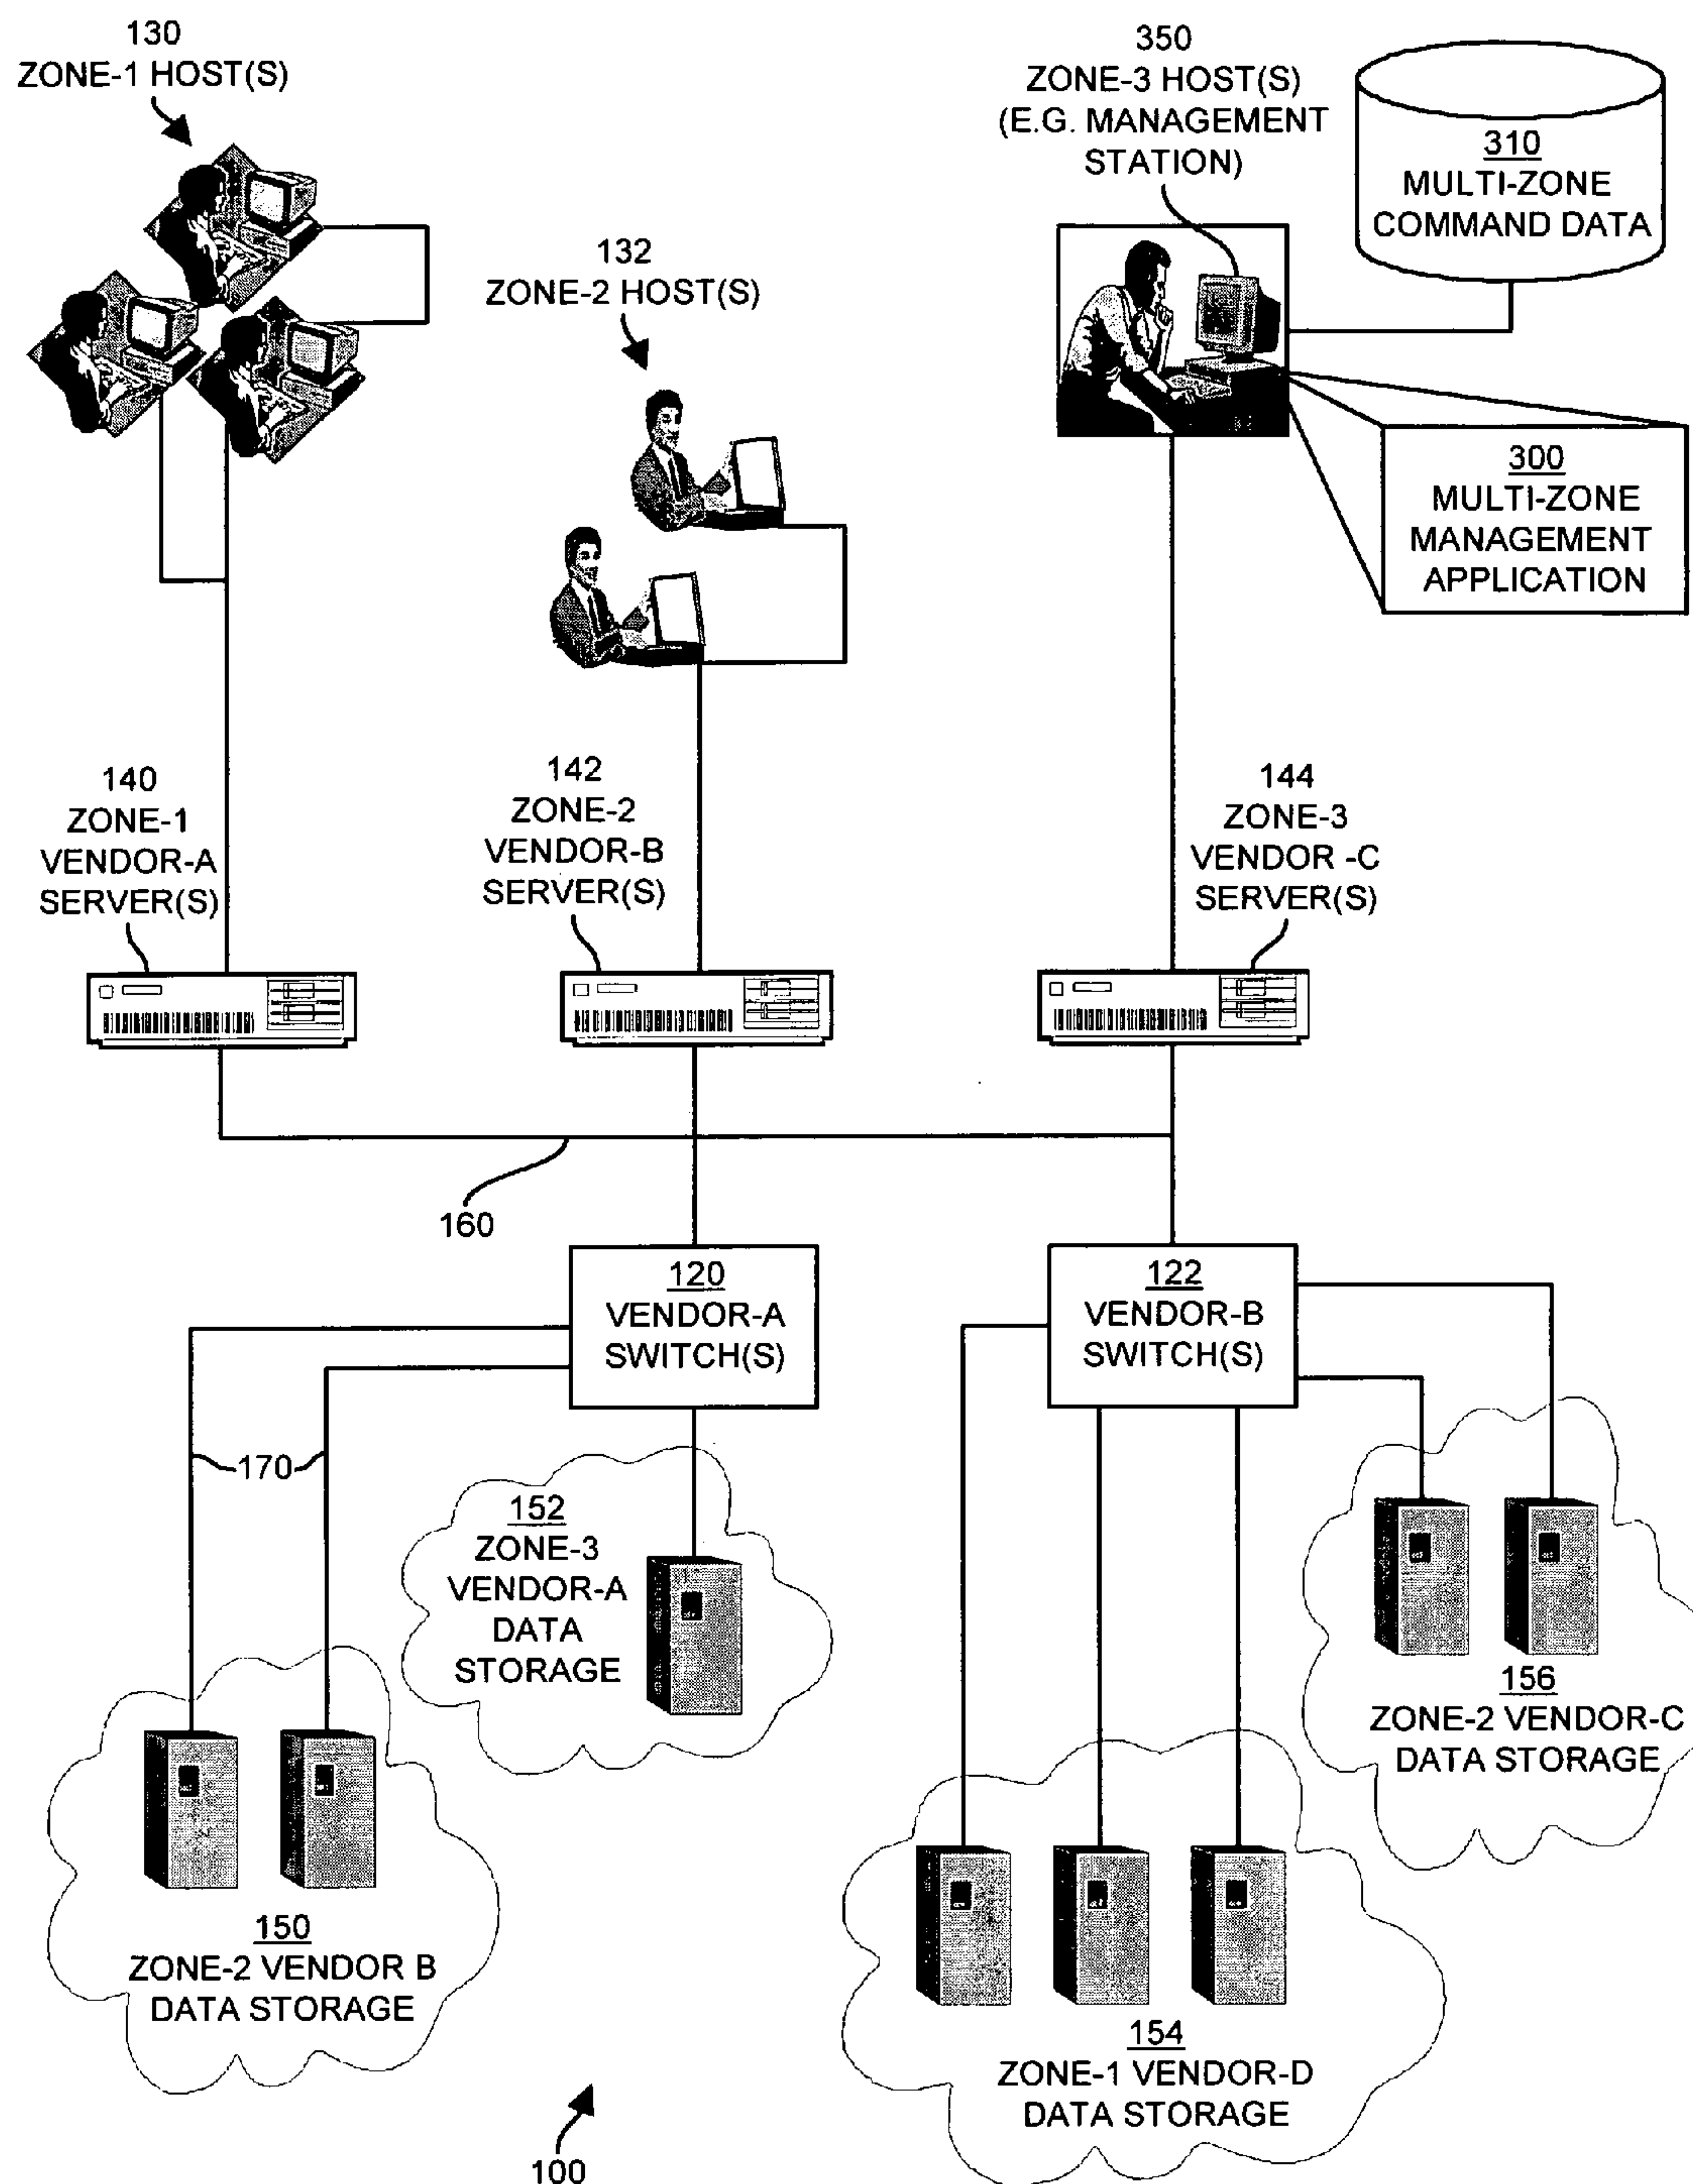 130
ZONE-1 HOST(S)
350
ZONE-3 HOST(S)
(E.G. MANAGEMENT
STATION)
310
MULTI-ZONE
COMMAND DATA
132
ZONE-2 HOST(S)
300
MULTI-ZONE
MANAGEMENT
APPLICATION
140
ZONE-1
VENDOR-A
SERVER(S)
142
ZONE-2
VENDOR-B
SERVER(S)
144
ZONE-3
VENDOR -C
SERVER(S)
160
120
VENDOR-A
SWITCH(S)
122
VENDOR-B
SWITCH(S)
170
152
ZONE-3
VENDOR-A
DATA
STORAGE
156
ZONE-2 VENDOR-C
DATA STORAGE
150
ZONE-2 VENDOR B
DATA STORAGE
154
ZONE-1 VENDOR-D
DATA STORAGE
100